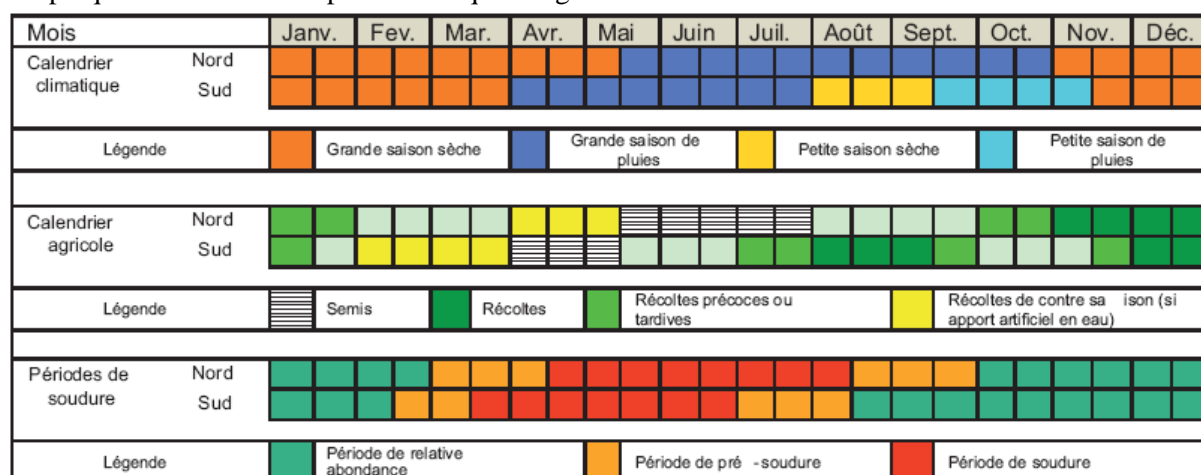 Mois Janv. Fev. Mar. Avr. Mai Juin Juil. Août Sept. Oct. Nov. Déc.
Calendrier Nord
climatique Sud
Légende Grande saison sèche Grande saison de Petite saison sèche Petite saison de
pluies pluies
Calendrier Nord
agricole Sud
Légende Semis Récoltes Récoltes précoces ou Récoltes de contre sa ison (si
tardives apport artificiel en eau)
Périodes de Nord
soudure Sud
Légende Période de relative Période de pré -soudure Période de soudure
abondance